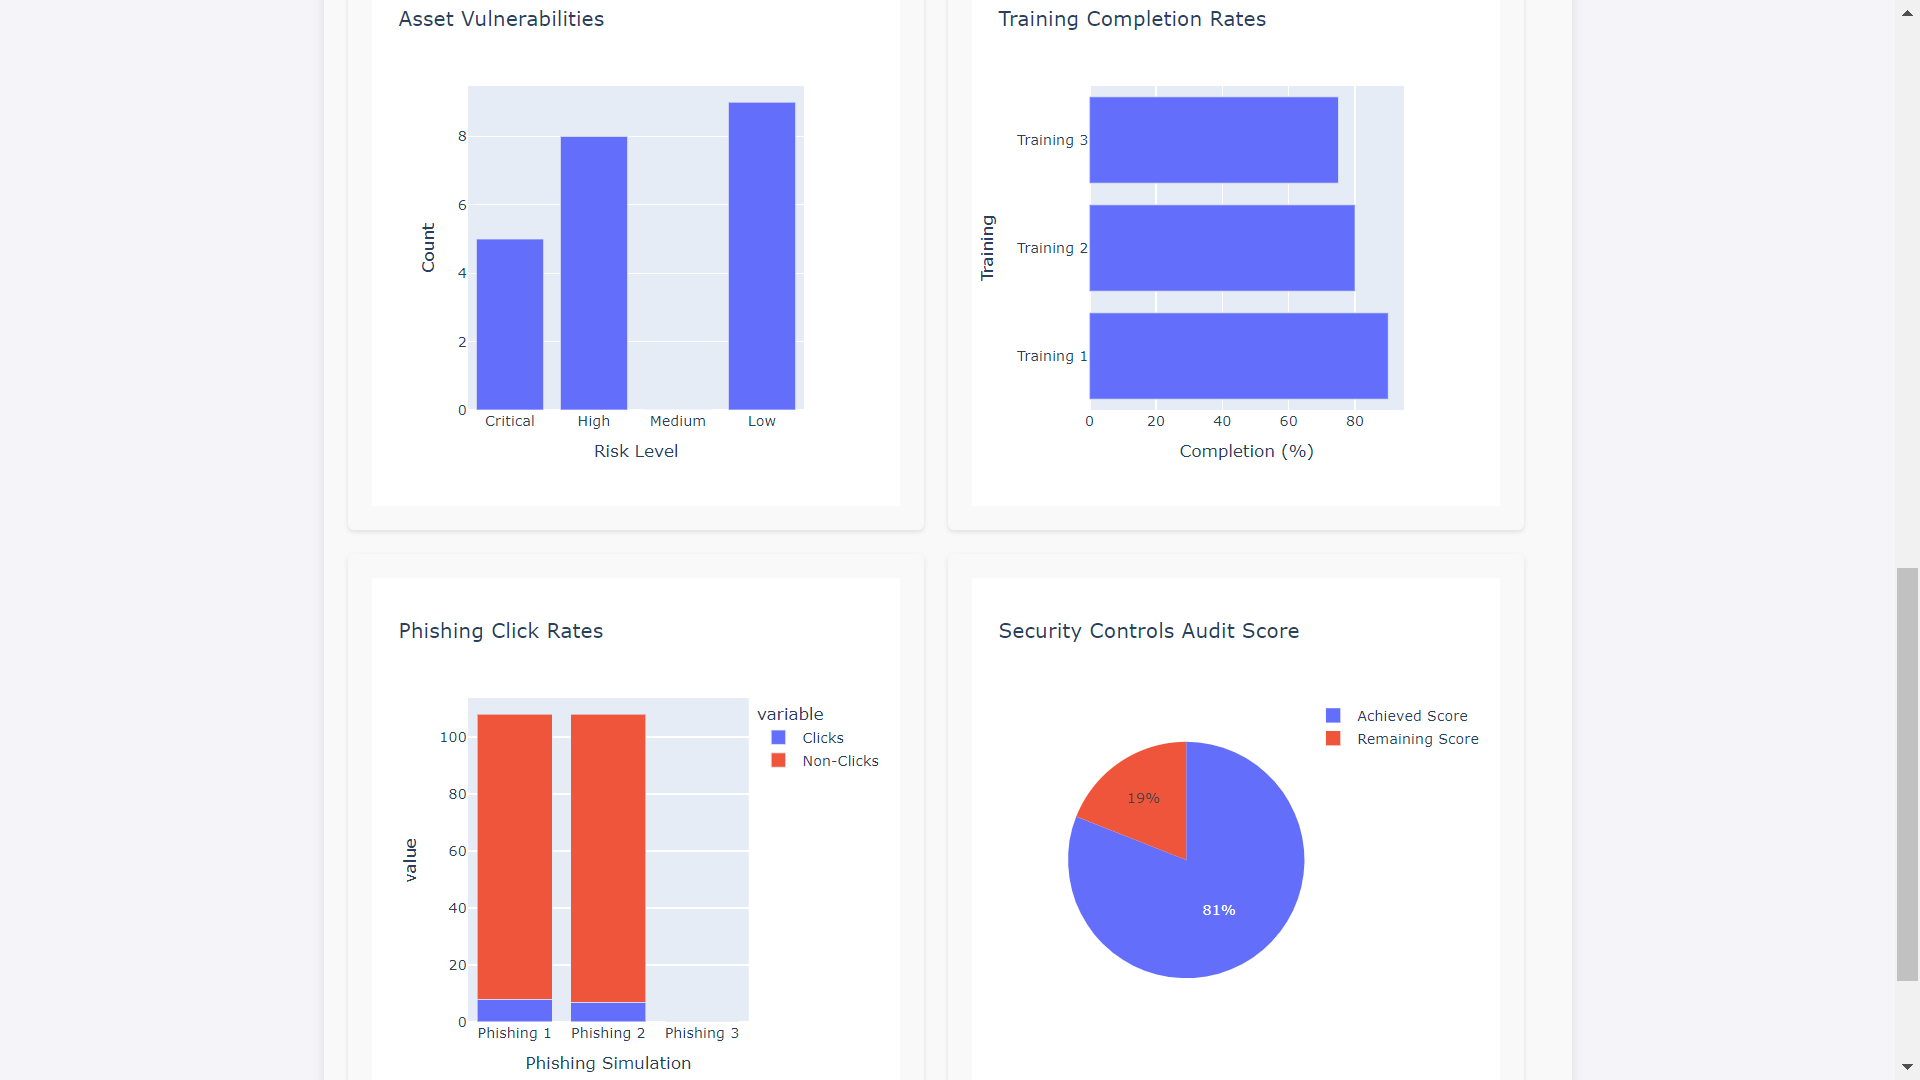 Asset Vulnerabilities
8
6
4
2
0
Count
Critical High Medium Low
Risk Level
Training Completion Rates
Training 3
Training 2
Training 1
Training
0 20 40 60 80
Completion (%)
Phishing Click Rates
variable
Clicks
Non-Clicks
100
80
60
40
20
0
value
Phishing 1 Phishing 2 Phishing 3
Phishing Simulation
Security Controls Audit Score
Achieved Score
Remaining Score
19%
81%